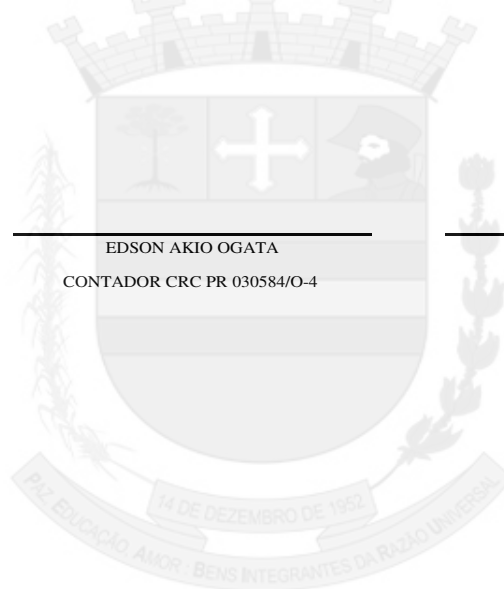 EDSON AKIO OGATA
CONTADOR CRC PR 030584/O-4
14 DE DEZEMBRO DE 1952
PAZ, EDUCAÇÃO, AMOR : BENS INTEGRANTES DA RAZÃO UNIVERSAL